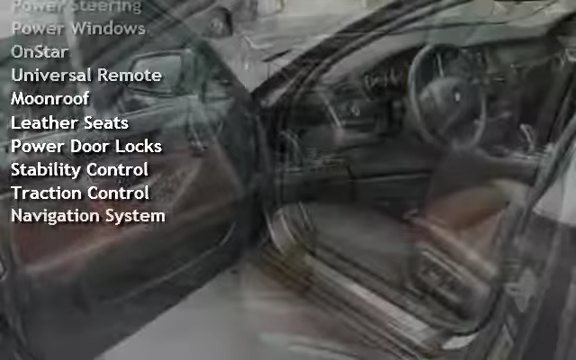 Power Steering
Power Windows
OnStar
Universal Remote
Moonroof
Leather Seats
Power Door Locks
Stability Control
Traction Control
Navigation System